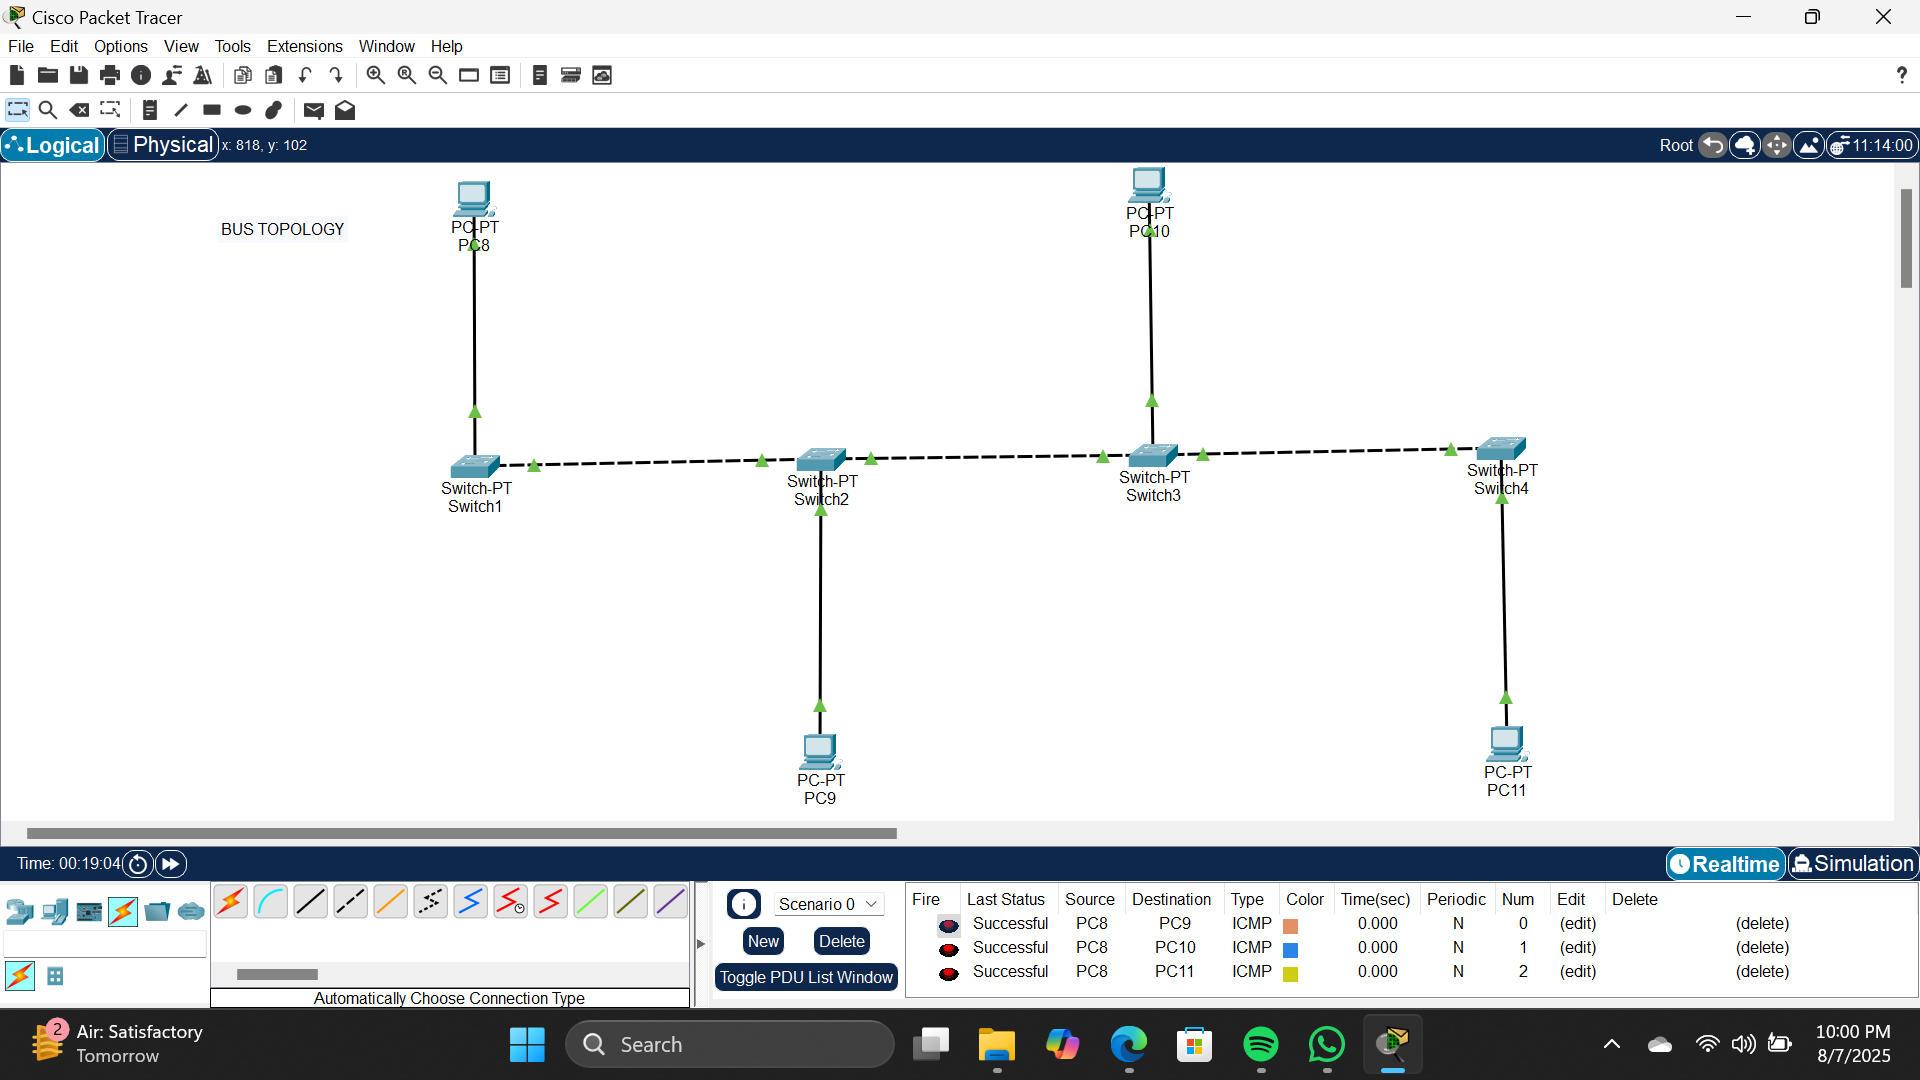 Cisco Packet Tracer
File Edit Options View Tools Extensions Window Help
?
Logical Physical x: 818, y: 102 Root 11:14:00
BUS TOPOLOGY
PC-PT
PC8
PC-PT
PC10
Switch-PT
Switch1
Switch-PT
Switch2
Switch-PT
Switch3
Switch-PT
Switch4
PC-PT
PC9
PC-PT
PC11
Time: 00:19:04 Realtime Simulation
Scenario 0
New Delete
Toggle PDU List Window
Automatically Choose Connection Type
Fire Last Status Source Destination Type Color Time(sec) Periodic Num Edit Delete
Successful PC8 PC9 ICMP 0.000 N 0 (edit) (delete)
Successful PC8 PC10 ICMP 0.000 N 1 (edit) (delete)
Successful PC8 PC11 ICMP 0.000 N 2 (edit) (delete)
2
Air: Satisfactory
Tomorrow
Search
10:00 PM
8/7/2025